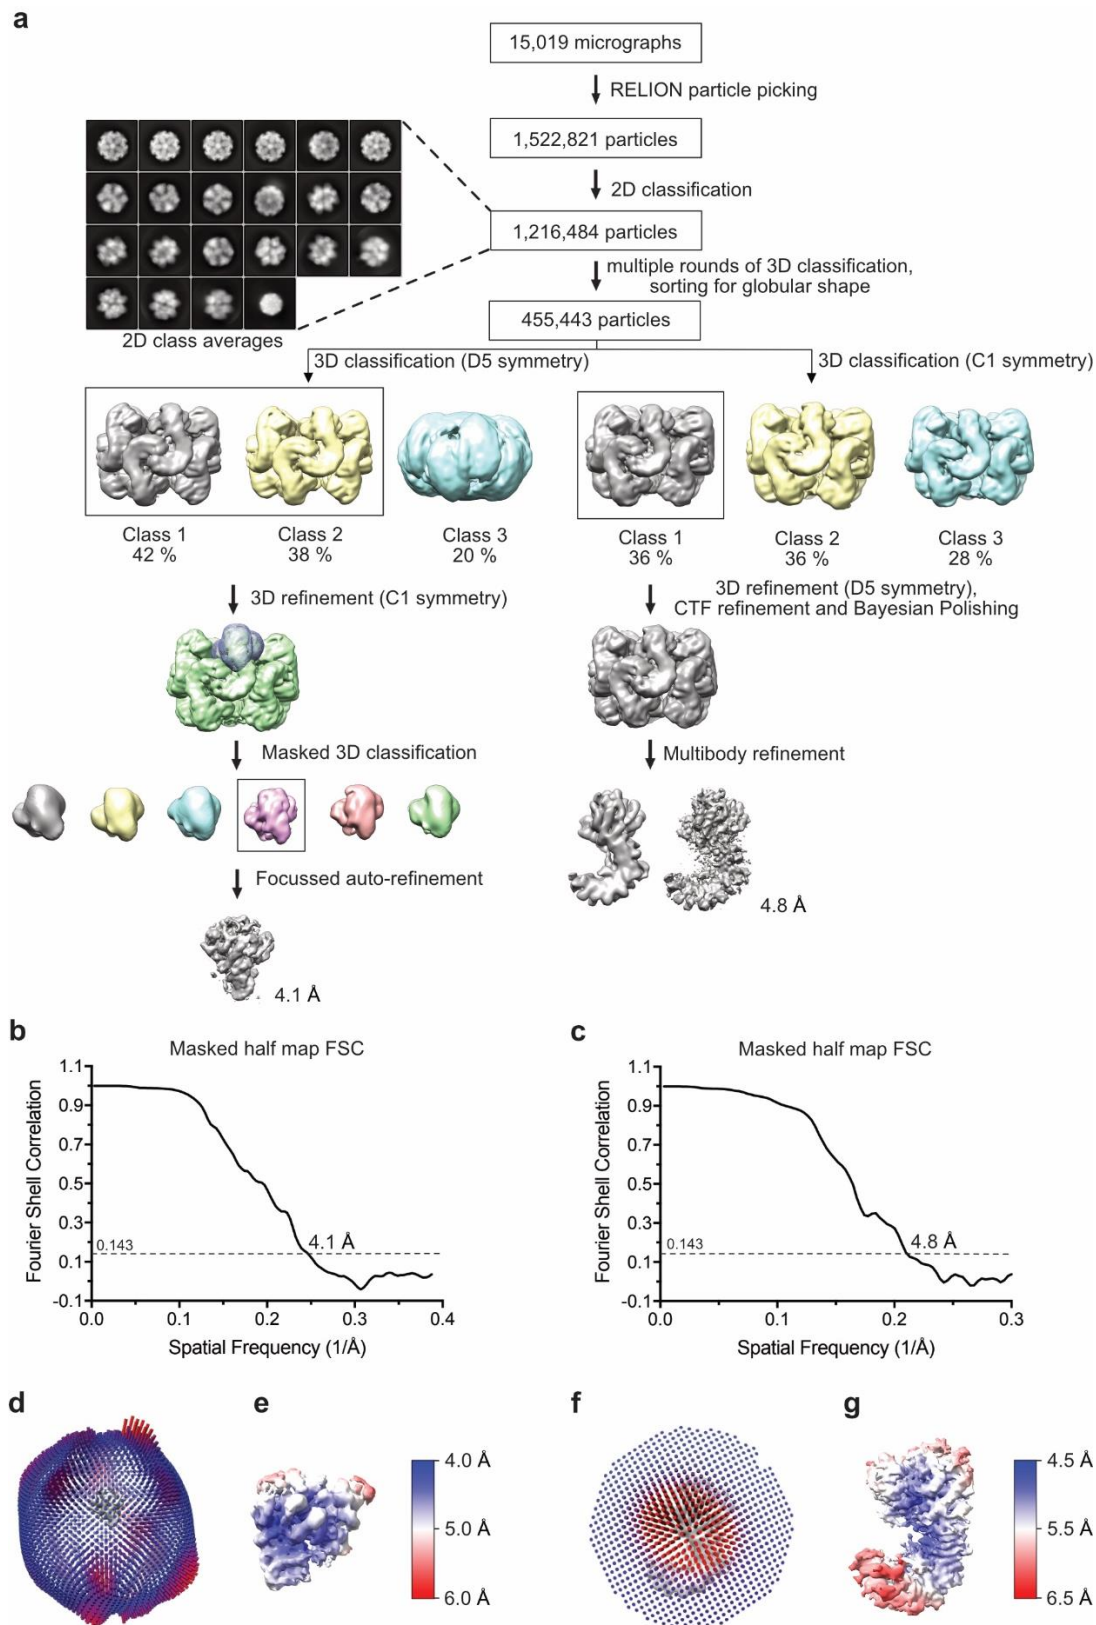 a
15,019 micrographs
RELION particle picking
1,522,821 particles
2D classification
1,216,484 particles
multiple rounds of 3D classification,
sorting for globular shape
455,443 particles
2D class averages
3D classification (D5 symmetry)
3D classification (C1 symmetry)
Class 1
42 %
Class 2
38 %
Class 3
20 %
Class 1
36 %
Class 2
36 %
Class 3
28 %
3D refinement (C1 symmetry)
3D refinement (D5 symmetry),
CTF refinement and Bayesian Polishing
Masked 3D classification
Multibody refinement
Focussed auto-refinement
4.8 Å
4.1 Å
b
Masked half map FSC
Fourier Shell Correlation
1.1
0.9
0.7
0.5
0.3
0.1
-0.1
0.143
4.1 Å
0.0
0.1
0.2
0.3
0.4
Spatial Frequency (1/Å)
c
Masked half map FSC
Fourier Shell Correlation
1.1
0.9
0.7
0.5
0.3
0.1
-0.1
0.143
4.8 Å
0.0
0.1
0.2
0.3
Spatial Frequency (1/Å)
d
e
4.0 Å
5.0 Å
6.0 Å
f
g
4.5 Å
5.5 Å
6.5 Å